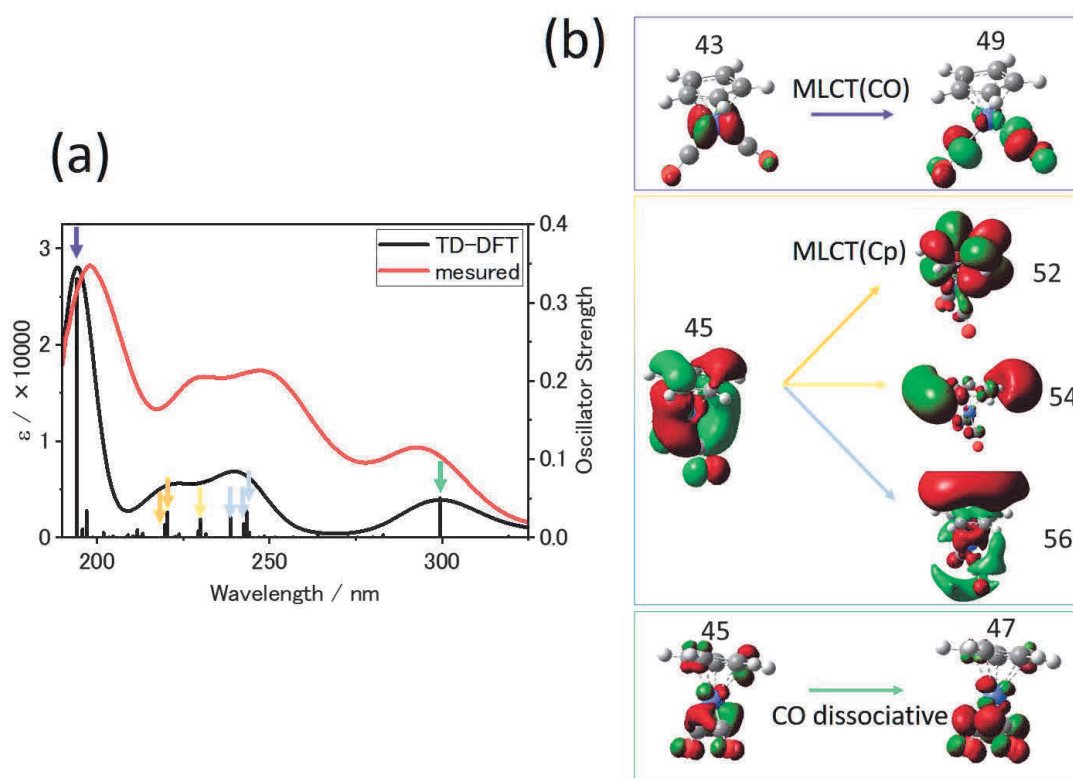 (a)
3
2
1
0
ε / ×10000
TD-DFT
mesured
0.4
0.3
0.2
0.1
0.0
Oscillator Strength
200
250
300
Wavelength / nm
(b)
43
49
MLCT(CO)
MLCT(Cp)
45
52
54
56
45
47
CO dissociative